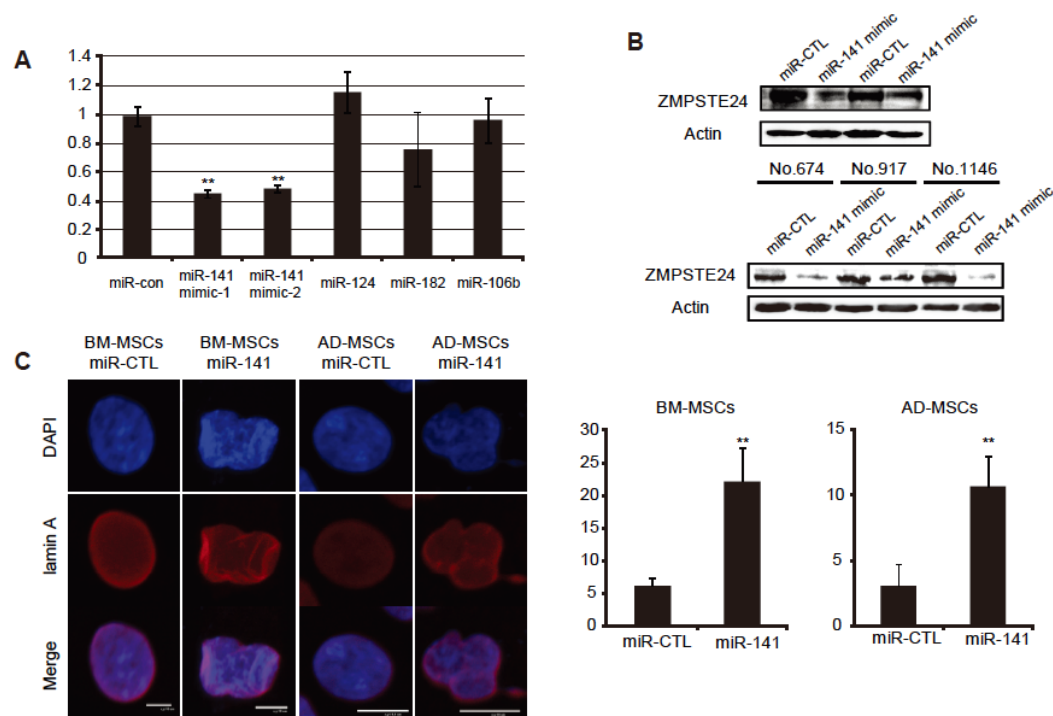 A
1.4
1.2
1
0.8
0.6
0.4
0.2
0
**
**
miR-con
miR-141
mimic-1
miR-141
mimic-2
miR-124
miR-182
miR-106b
B
miR-CTL
miR-141 mimic
miR-CTL
miR-141 mimic
ZMPSTE24
Actin
No.674
No.917
No.1146
miR-CTL
miR-141 mimic
miR-CTL
miR-141 mimic
miR-CTL
miR-141 mimic
ZMPSTE24
Actin
C
BM-MSCs
miR-CTL
BM-MSCs
miR-141
AD-MSCs
miR-CTL
AD-MSCs
miR-141
DAPI
lamin A
Merge
BM-MSCs
30
25
20
15
10
5
0
**
miR-CTL
miR-141
AD-MSCs
15
10
5
0
**
miR-CTL
miR-141